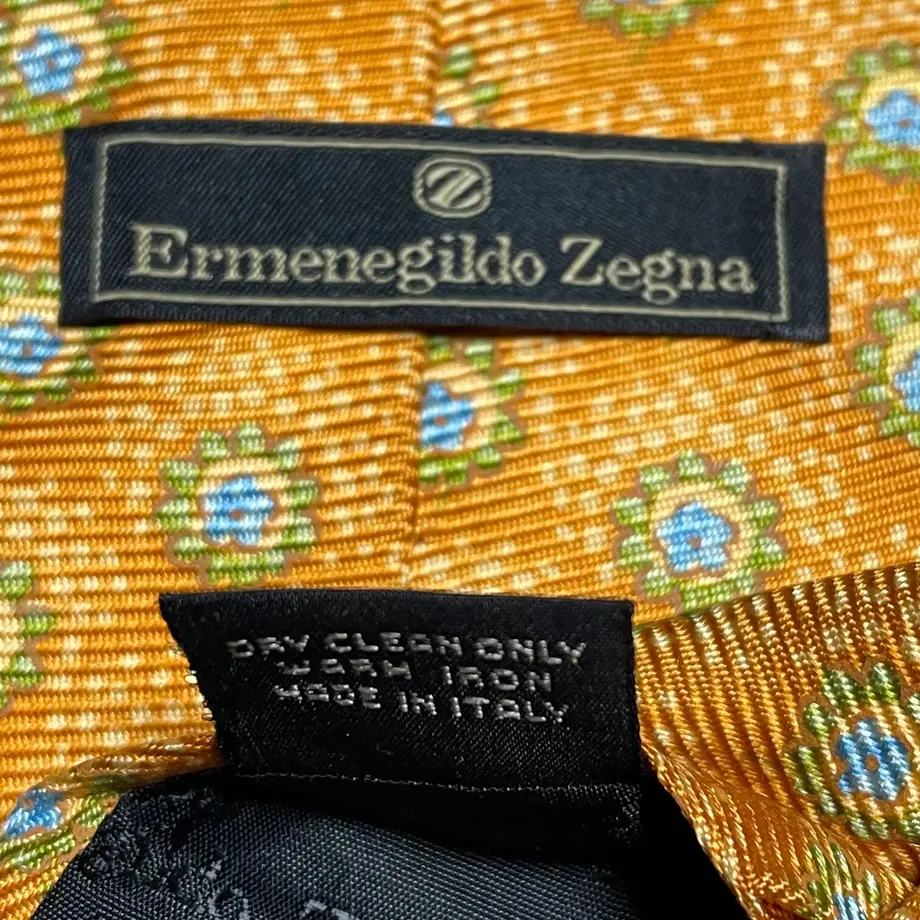 Ermenegildo Zegna
DRY CLEAN ONLY
WARM IRON
MADE IN ITALY